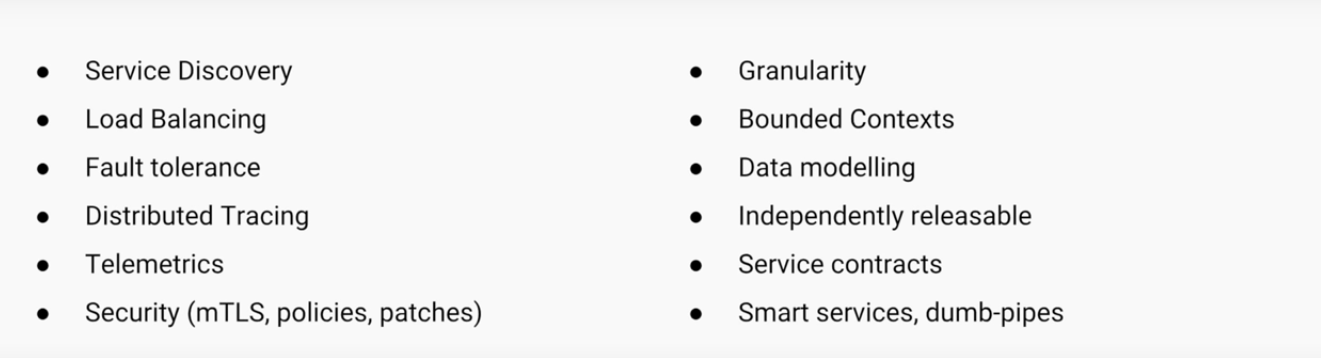 ● Service Discovery
● Load Balancing
● Fault tolerance
● Distributed Tracing
● Telemetrics
● Security (mTLS, policies, patches)
● Granularity
● Bounded Contexts
● Data modelling
● Independently releasable
● Service contracts
● Smart services, dumb-pipes